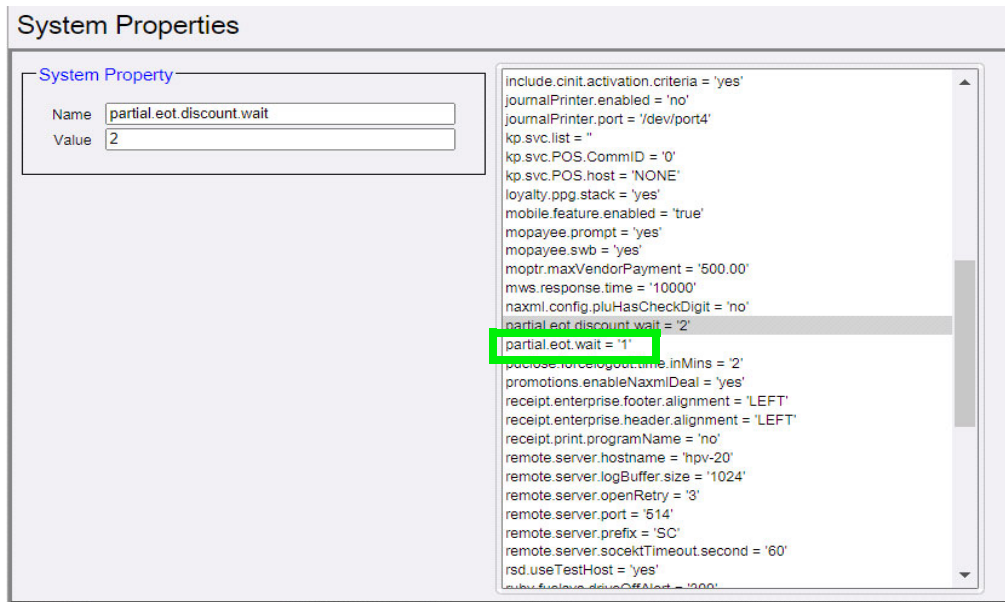 System Properties
System Property
Name partial.eot.discount.wait
Value 2
include.cinit.activation.criteria = 'yes'
journalPrinter.enabled = 'no'
journalPrinter.port = '/dev/port4'
kp.svc.list = ''
kp.svc.POS.CommID = '0'
kp.svc.POS.host = 'NONE'
loyalty.ppg.stack = 'yes'
mobile.feature.enabled = 'true'
mopayee.prompt = 'yes'
mopayee.swb = 'yes'
moptr.maxVendorPayment = '500.00'
mws.response.time = '10000'
naxml.config.pluHasCheckDigit = 'no'
partial.eot.discount.wait = '2'
partial.eot.wait = '1'
pdclose.forcelogout.time.inMins = '2'
promotions.enableNaxmlDeal = 'yes'
receipt.enterprise.footer.alignment = 'LEFT'
receipt.enterprise.header.alignment = 'LEFT'
receipt.print.programName = 'no'
remote.server.hostname = 'hpv-20'
remote.server.logBuffer.size = '1024'
remote.server.openRetry = '3'
remote.server.port = '514'
remote.server.prefix = 'SC'
remote.server.socektTimeout.second = '60'
rsd.useTestHost = 'yes'